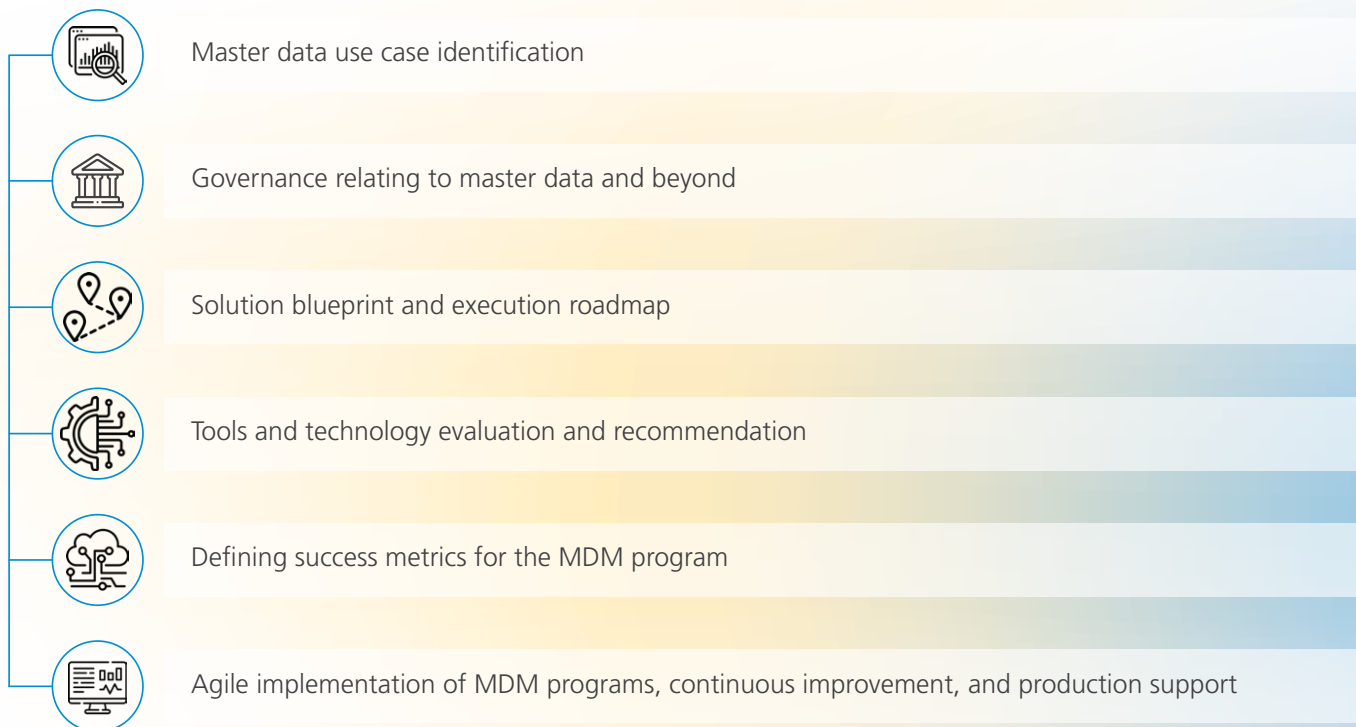 Master data use case identification
Governance relating to master data and beyond
Solution blueprint and execution roadmap
Tools and technology evaluation and recommendation
Defining success metrics for the MDM program
Agile implementation of MDM programs, continuous improvement, and production support